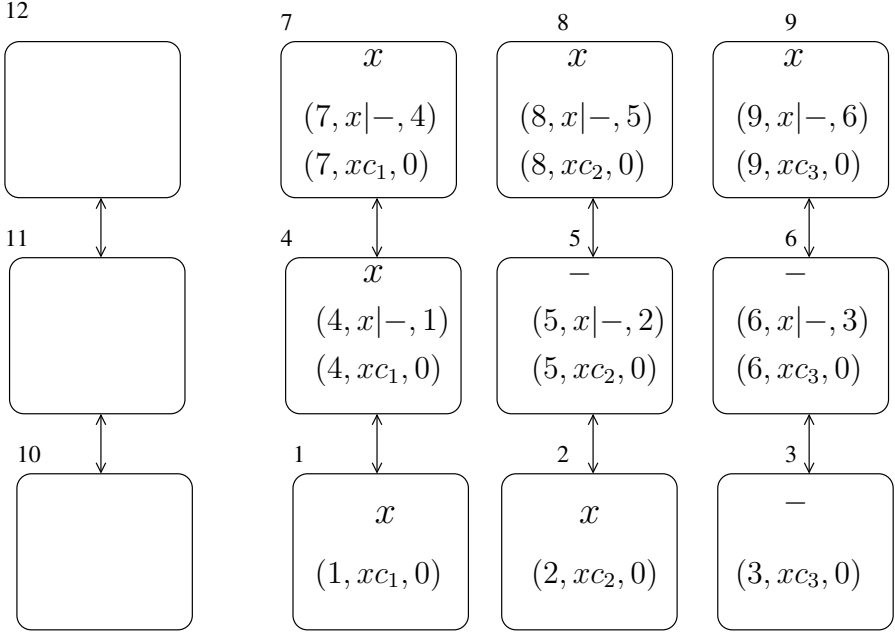 12 7 8 9
x x x
(7, x|−, 4) (8, x|−, 5) (9, x|−, 6)
(7, xc₁, 0) (8, xc₂, 0) (9, xc₃, 0)
11 4 5 6
x − −
(4, x|−, 1) (5, x|−, 2) (6, x|−, 3)
(4, xc₁, 0) (5, xc₂, 0) (6, xc₃, 0)
10 1 2 3
x x −
(1, xc₁, 0) (2, xc₂, 0) (3, xc₃, 0)